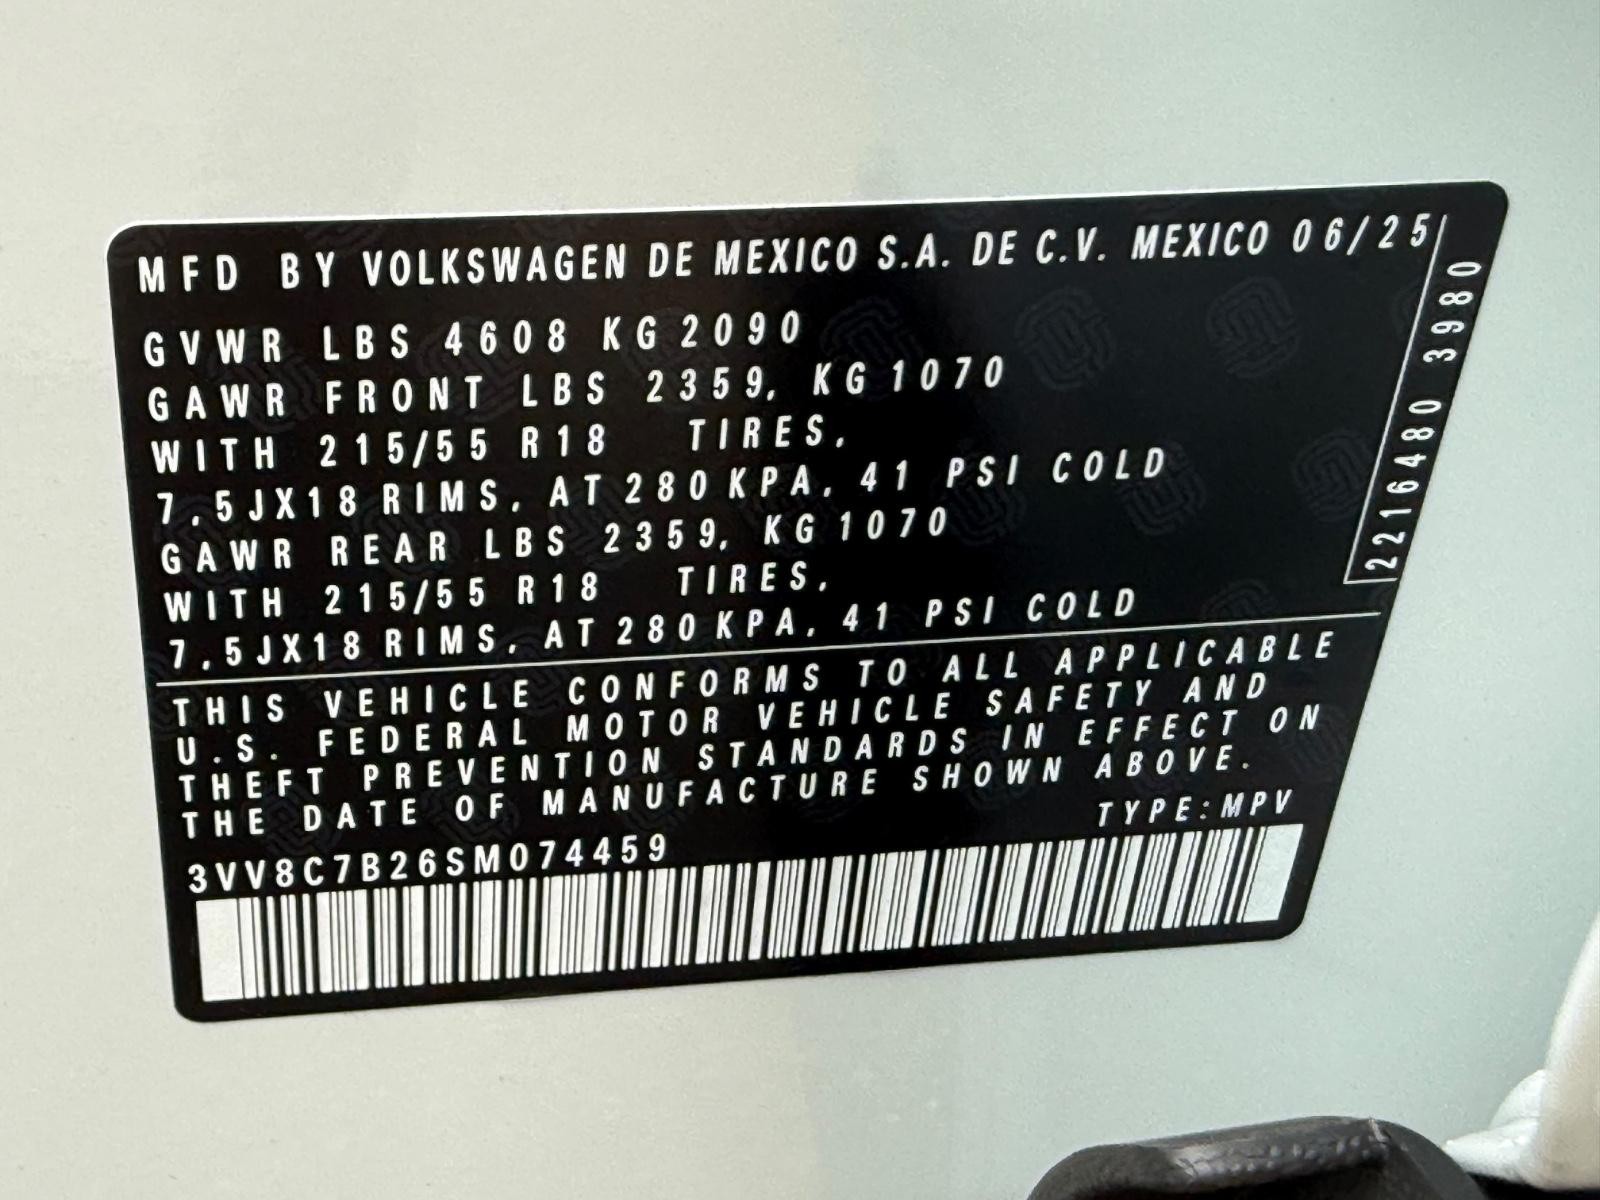 MFD BY VOLKSWAGEN DE MEXICO S.A. DE C.V. MEXICO 06/25
GVWR LBS 4608 KG 2090
GAWR FRONT LBS 2359, KG 1070
WITH 215/55 R18 TIRES,
7.5JX18 RIMS, AT 280 KPA, 41 PSI COLD
GAWR REAR LBS 2359, KG 1070
WITH 215/55 R18 TIRES,
7.5JX18 RIMS, AT 280 KPA, 41 PSI COLD
2216480 3980
THIS VEHICLE CONFORMS TO ALL APPLICABLE
U.S. FEDERAL MOTOR VEHICLE SAFETY AND
THEFT PREVENTION STANDARDS IN EFFECT ON
THE DATE OF MANUFACTURE SHOWN ABOVE.
TYPE:MPV
3VV8C7B26SM074459